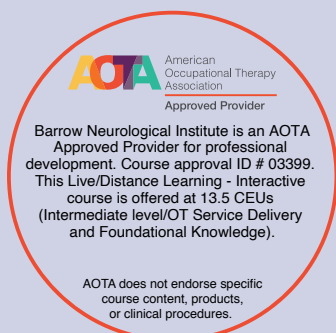 AOTA
American
Occupational Therapy
Association
Approved Provider
Barrow Neurological Institute is an AOTA
Approved Provider for professional
development. Course approval ID # 03399.
This Live/Distance Learning - Interactive
course is offered at 13.5 CEUs
(Intermediate level/OT Service Delivery
and Foundational Knowledge).
AOTA does not endorse specific
course content, products,
or clinical procedures.